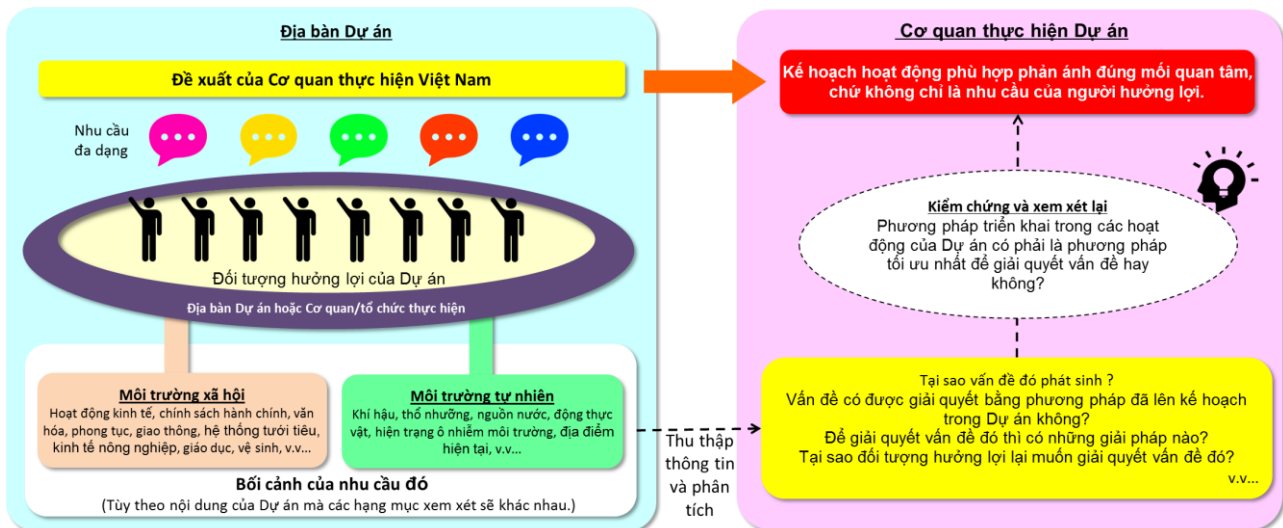 Địa bàn Dự án
Đề xuất của Cơ quan thực hiện Việt Nam
Nhu cầu
đa dạng
Đối tượng hưởng lợi của Dự án
Địa bàn Dự án hoặc Cơ quan/tổ chức thực hiện
Môi trường xã hội
Hoạt động kinh tế, chính sách hành chính, văn
hóa, phong tục, giao thông, hệ thống tưới tiêu,
kinh tế nông nghiệp, giáo dục, vệ sinh, v.v...
Môi trường tự nhiên
Khí hậu, thổ nhưỡng, nguồn nước, động thực
vật, hiện trạng ô nhiễm môi trường, địa điểm
hiện tại, v.v...
Bối cảnh của nhu cầu đó
(Tùy theo nội dung của Dự án mà các hạng mục xem xét sẽ khác nhau.)
Thu thập
thông tin
và phân
tích
Cơ quan thực hiện Dự án
Kế hoạch hoạt động phù hợp phản ánh đúng mối quan tâm,
chứ không chỉ là nhu cầu của người hưởng lợi.
Kiểm chứng và xem xét lại
Phương pháp triển khai trong các hoạt
động của Dự án có phải là phương pháp
tối ưu nhất để giải quyết vấn đề hay
không?
Tại sao vấn đề đó phát sinh ?
Vấn đề có được giải quyết bằng phương pháp đã lên kế hoạch
trong Dự án không?
Để giải quyết vấn đề đó thì có những giải pháp nào?
Tại sao đối tượng hưởng lợi lại muốn giải quyết vấn đề đó?
v.v...